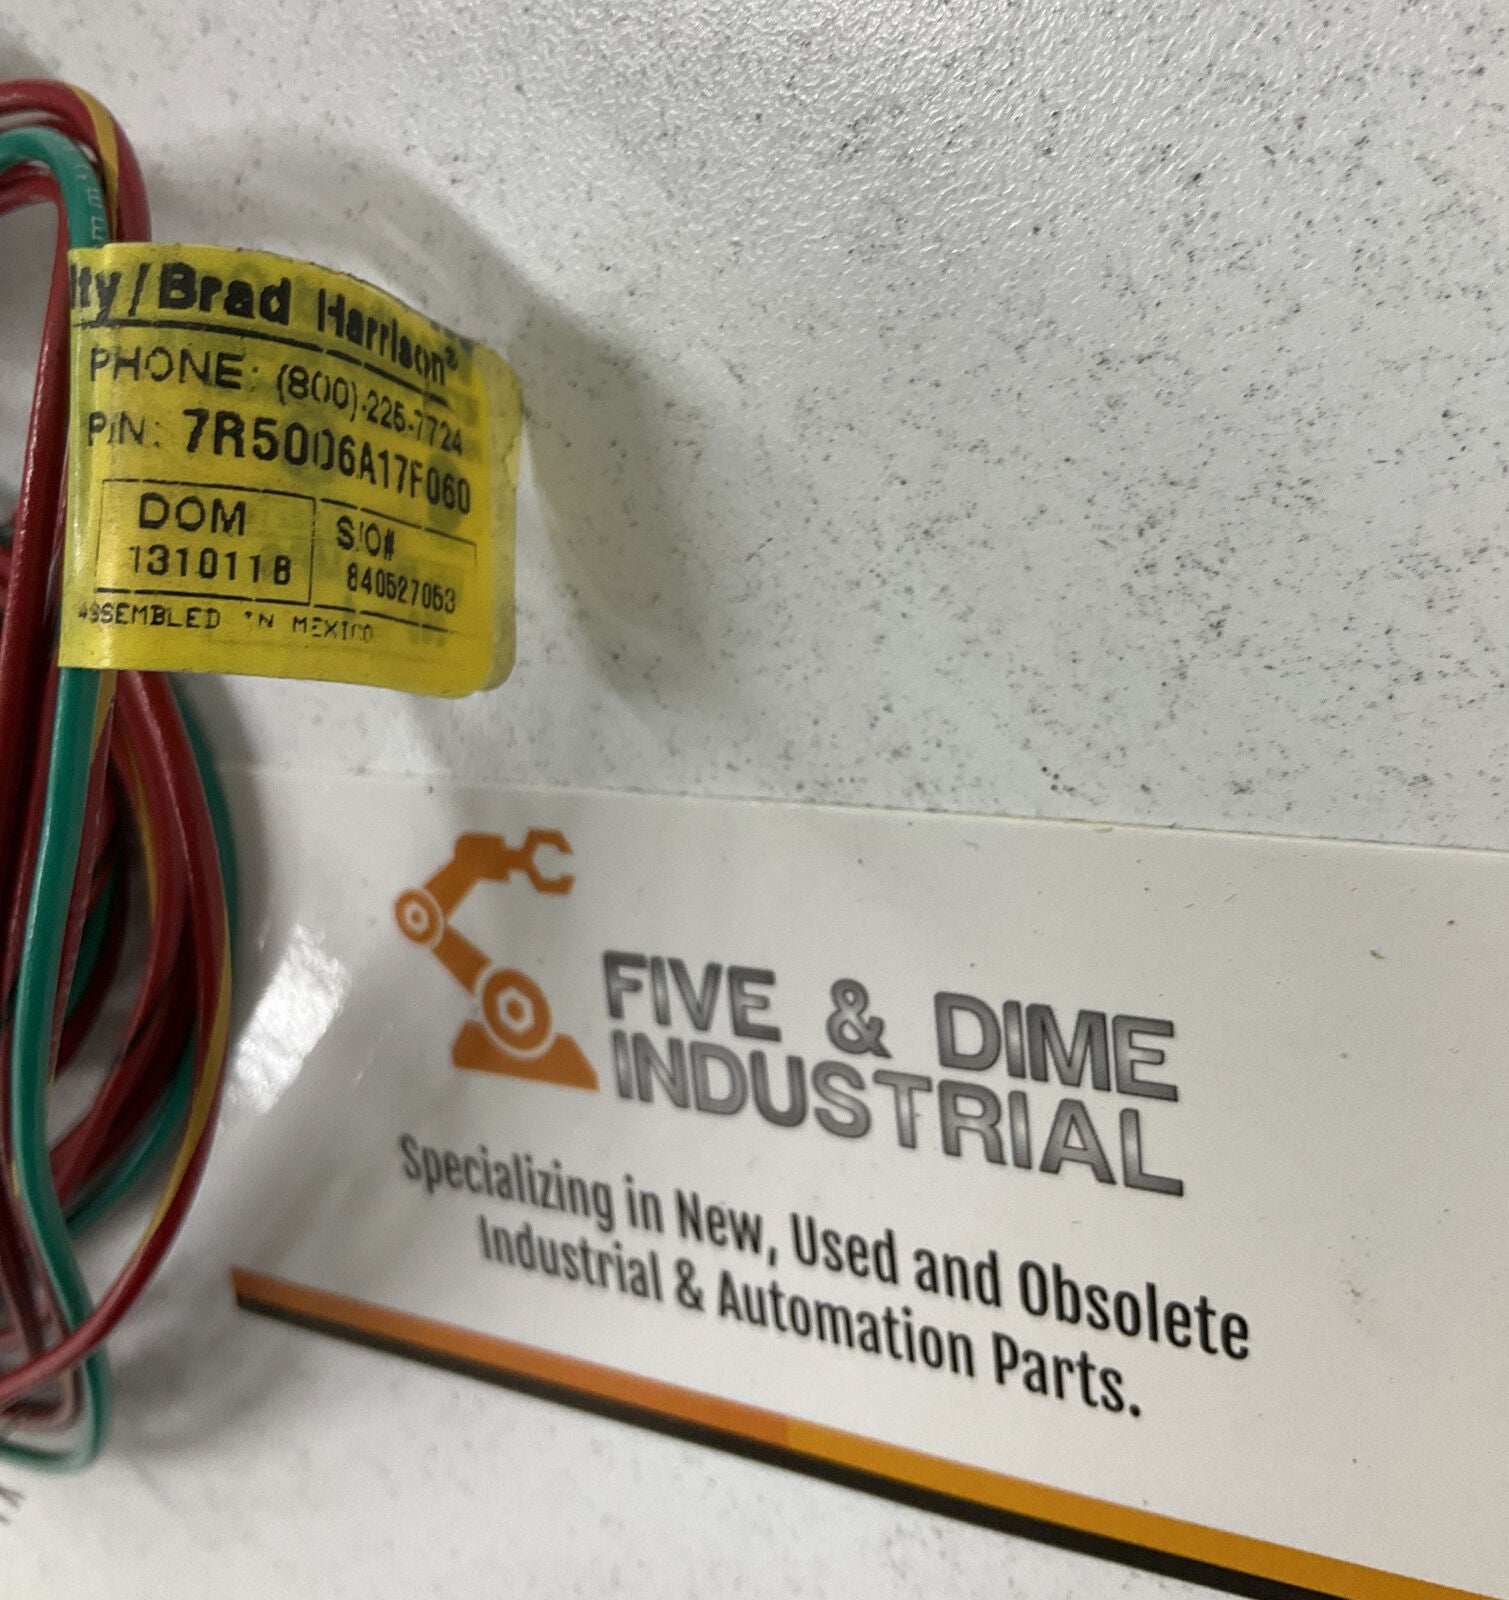 lty/Brad Harrison®
PHONE: (800)-225-7724
P/N: 7R5006A17F060
DOM
S/O#
1310118
840527053
ASSEMBLED IN MEXICO
FIVE & DIME
INDUSTRIAL
Specializing in New, Used and Obsolete
Industrial & Automation Parts.